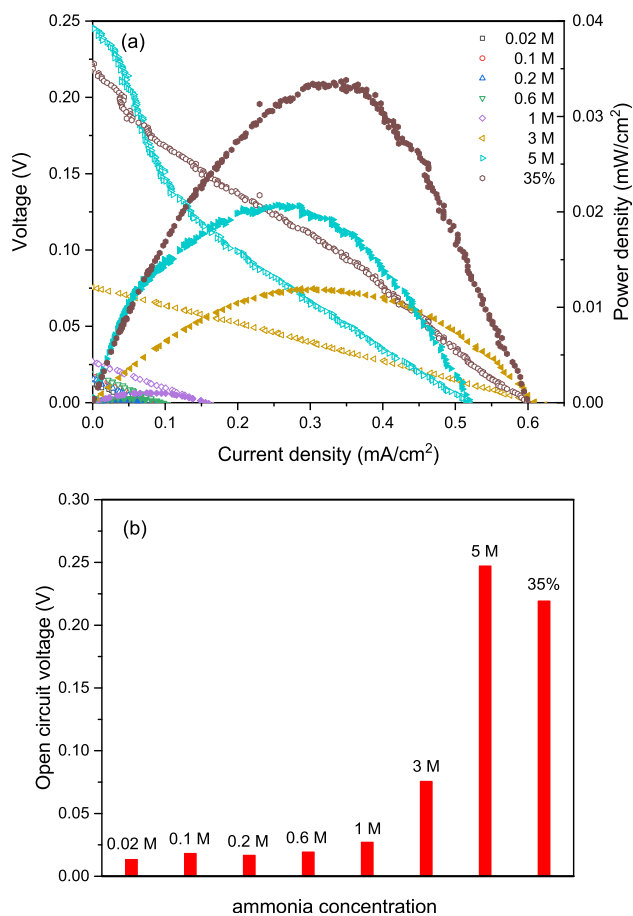 (a)
0.25
0.20
0.15
0.10
0.05
0.00
Voltage (V)
0.04
0.03
0.02
0.01
0.00
Power density (mW/cm²)
0.02 M
0.1 M
0.2 M
0.6 M
1 M
3 M
5 M
35%
0.0 0.1 0.2 0.3 0.4 0.5 0.6
Current density (mA/cm²)
(b)
0.30
0.25
0.20
0.15
0.10
0.05
0.00
Open circuit voltage (V)
0.02 M
0.1 M
0.2 M
0.6 M
1 M
3 M
5 M
35%
ammonia concentration